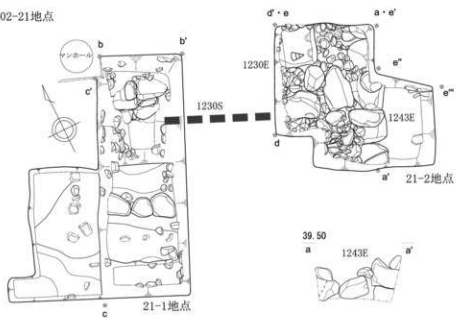 02-21地点
マンホール
b
b'
c'
1230S
c
21-1地点
d'・e
a・e'
1230E
e"
e'"
1243E
d
a'
21-2地点
39.50
a
1243E
a'